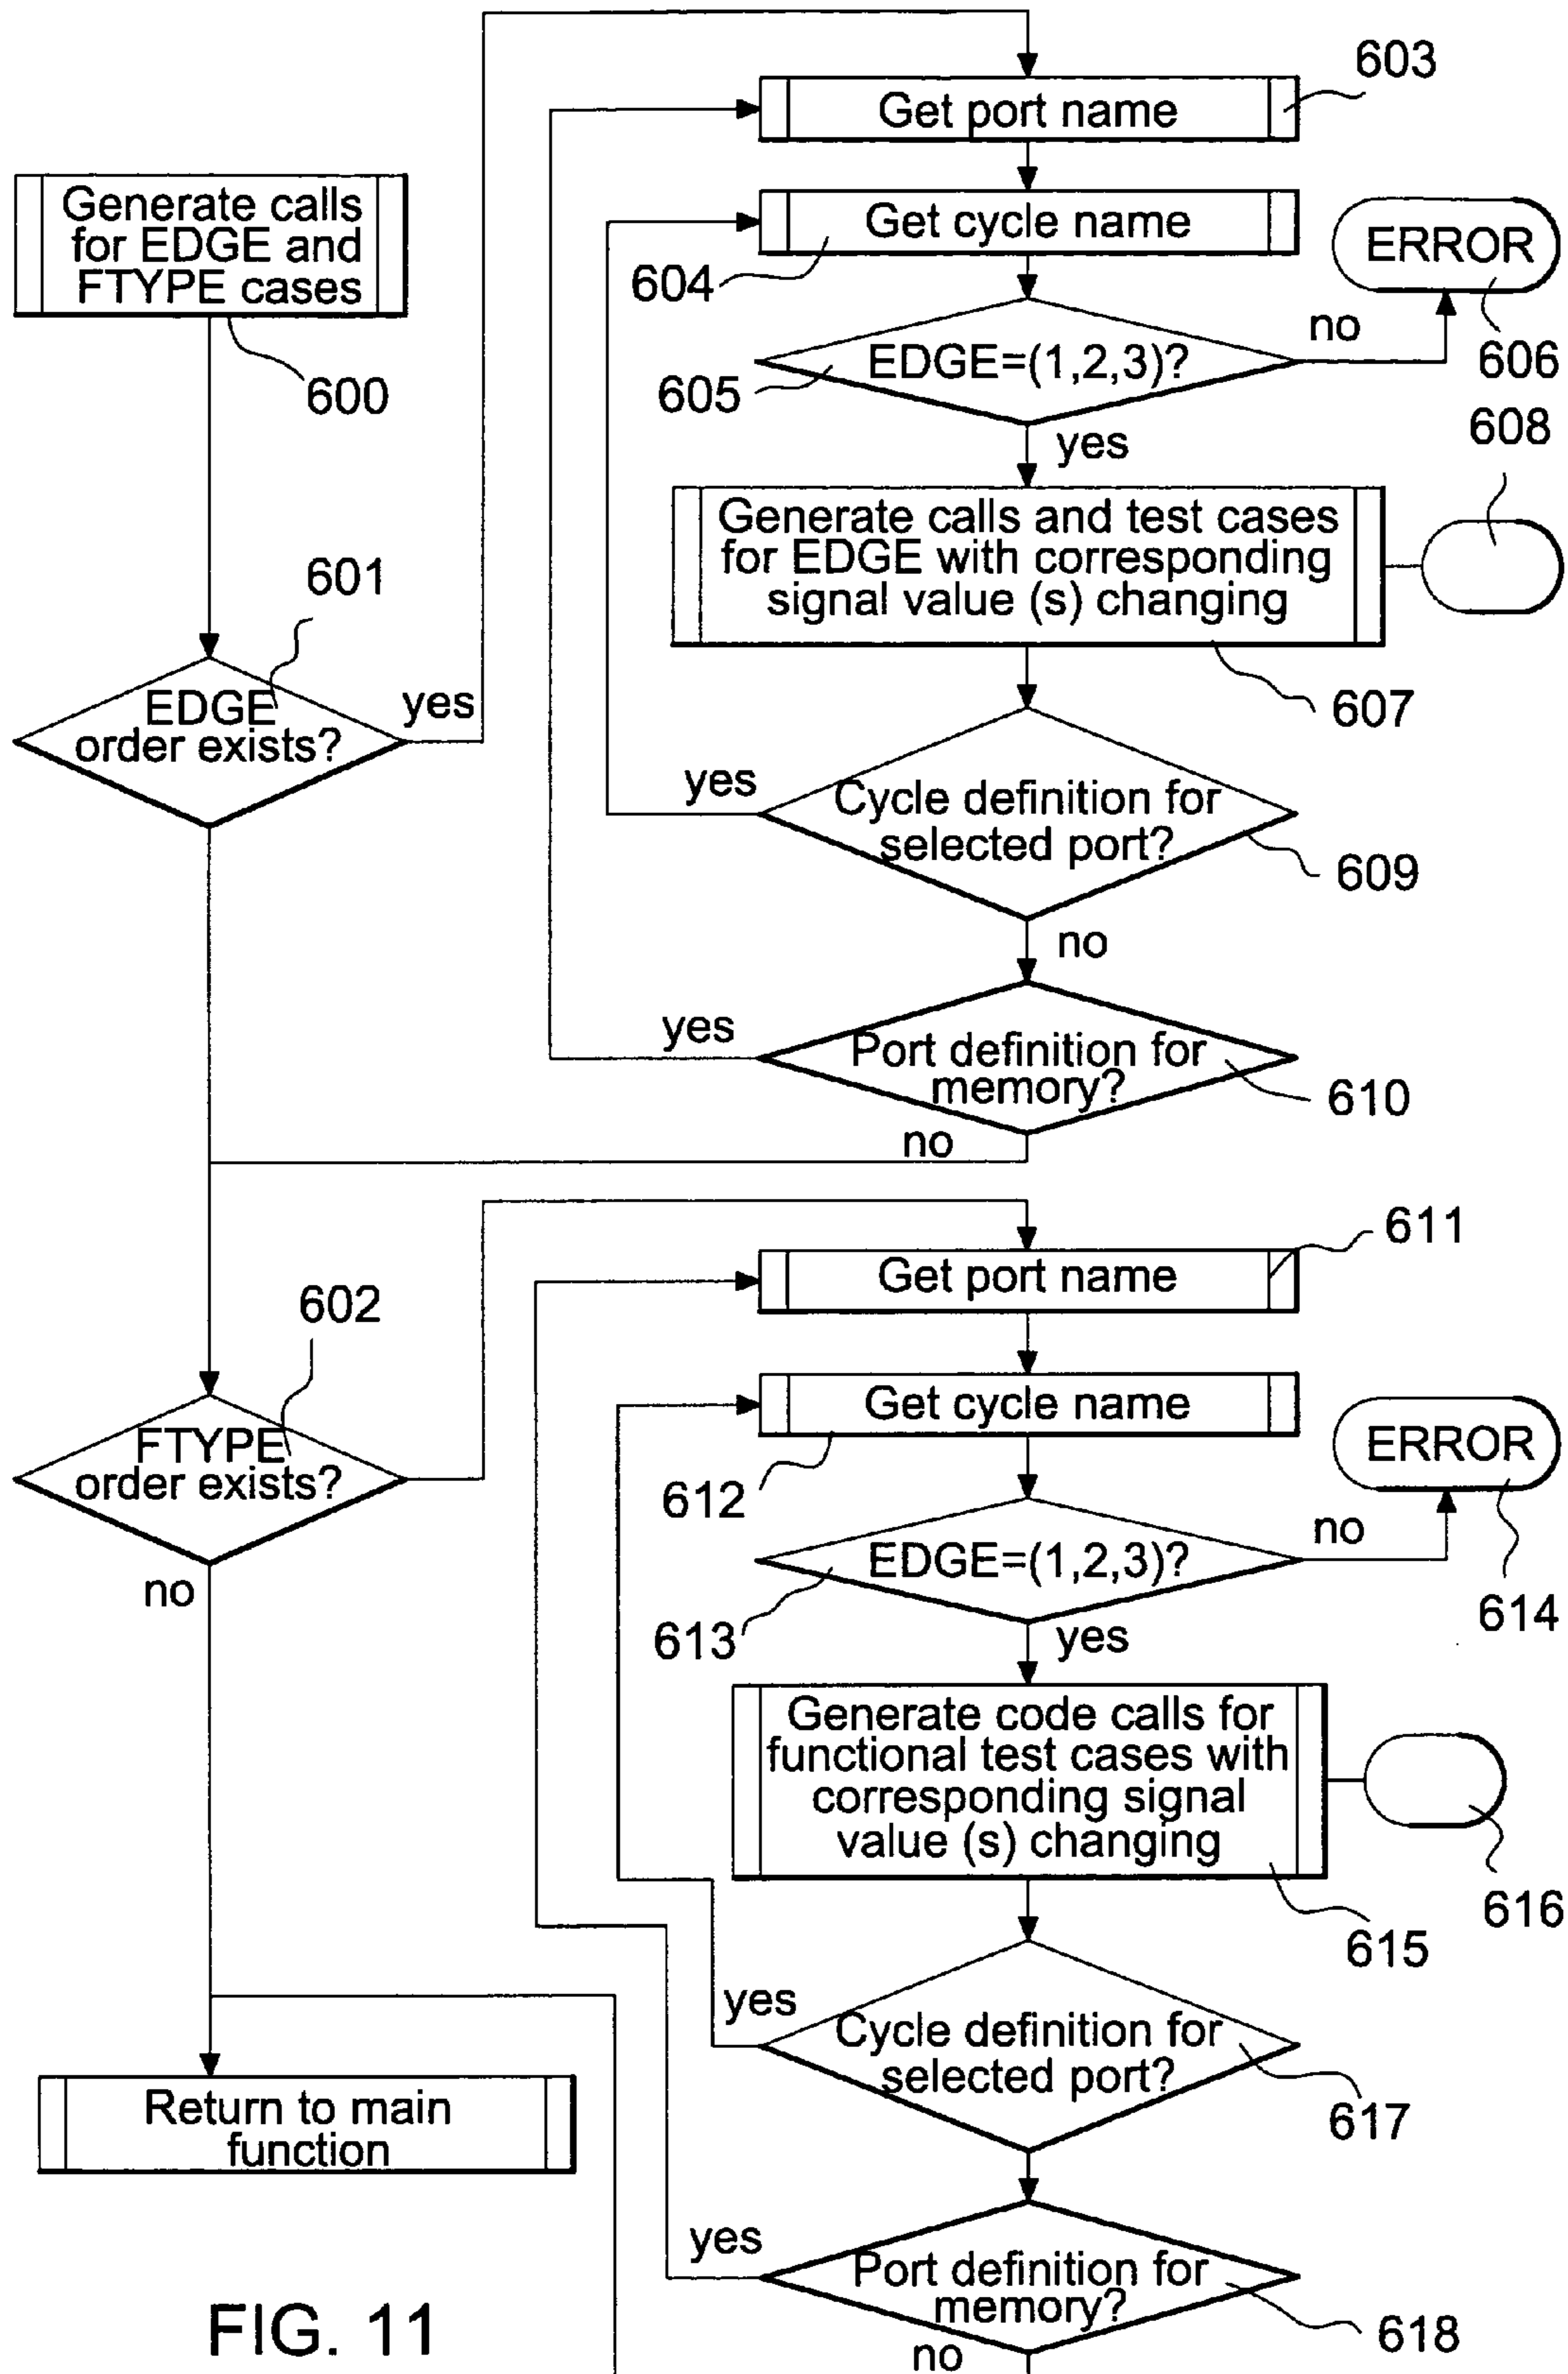 603
Get port name
Generate calls
for EDGE and
FTYPE cases
600
Get cycle name
604
ERROR
606
EDGE=(1,2,3)?
no
605
yes
608
Generate calls and test cases
for EDGE with corresponding
signal value (s) changing
607
601
EDGE
order exists?
yes
yes
Cycle definition for
selected port?
609
no
yes
Port definition for
memory?
610
no
611
Get port name
602
FTYPE
order exists?
no
Get cycle name
612
ERROR
614
EDGE=(1,2,3)?
no
613
yes
Generate code calls for
functional test cases with
corresponding signal
value (s) changing
616
615
yes
Cycle definition for
selected port?
617
Return to main
function
yes
Port definition for
memory?
618
no
FIG. 11